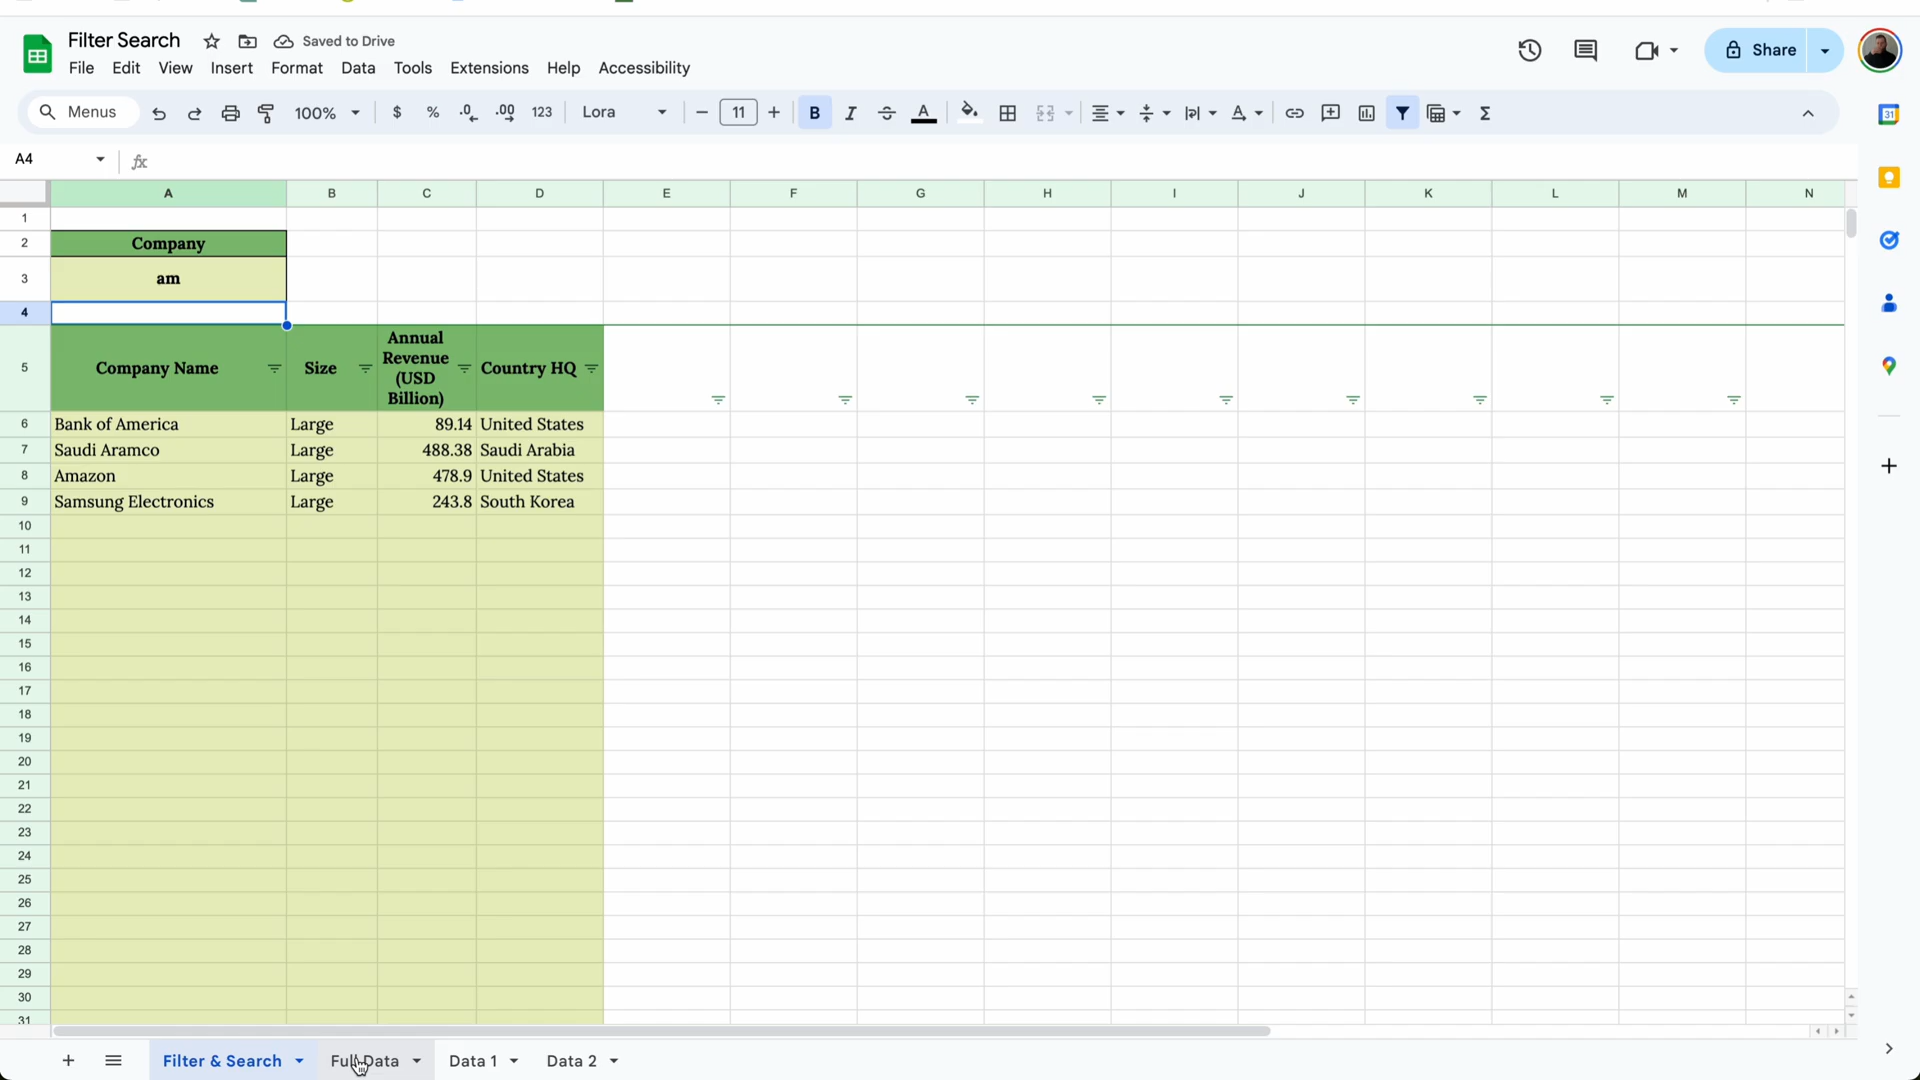 Filter Search Saved to Drive
File Edit View Insert Format Data Tools Extensions Help Accessibility
Share
Menus 100% $ % .0 .00 123 Lora 11 B I A Σ
31
A4 fx
A B C D E F G H I J K L M N
1
2 Company
3 am
4
5 Company Name Size Annual Revenue (USD Billion) Country HQ
6 Bank of America Large 89.14 United States
7 Saudi Aramco Large 488.38 Saudi Arabia
8 Amazon Large 478.9 United States
9 Samsung Electronics Large 243.8 South Korea
10
11
12
13
14
15
16
17
18
19
20
21
22
23
24
25
26
27
28
29
30
31
Filter & Search Full Data Data 1 Data 2